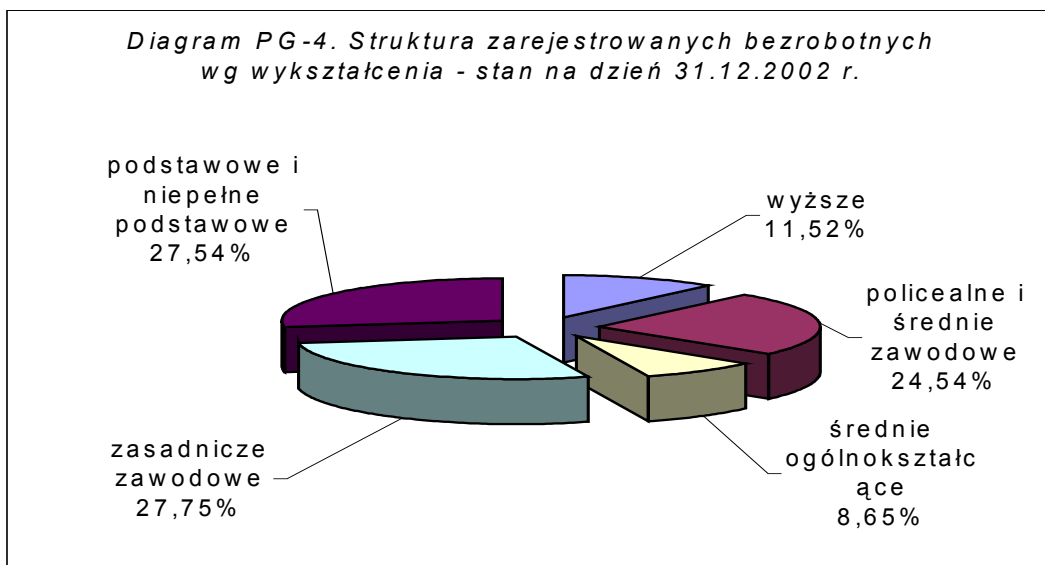 Diagram PG-4. Struktura zarejestrowanych bezrobotnych
wg wykształcenia - stan na dzień 31.12.2002 r.
podstawowe i
niepełne
podstawowe
27,54%
wyższe
11,52%
policealne i
średnie
zawodowe
24,54%
zasadnicze
zawodowe
27,75%
średnie
ogólnokształc
ące
8,65%